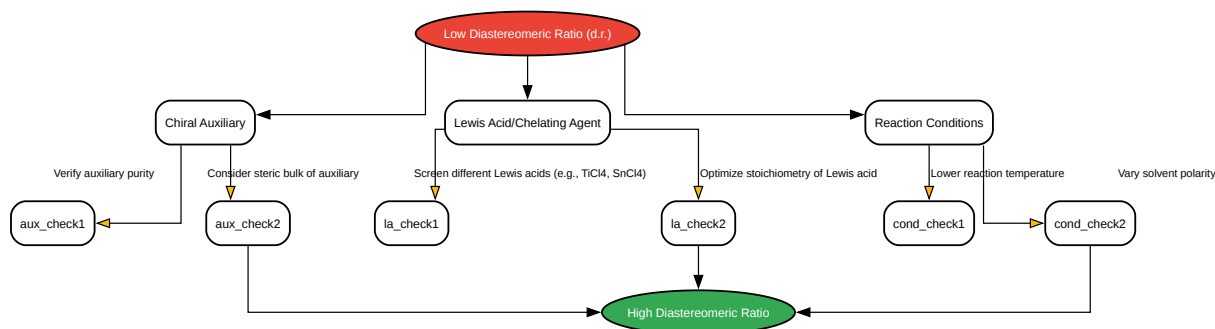 Low Diastereomeric Ratio (d.r.)
Chiral Auxiliary
Lewis Acid/Chelating Agent
Reaction Conditions
Verify auxiliary purity
Consider steric bulk of auxiliary
Screen different Lewis acids (e.g., TiCl4, SnCl4)
Optimize stoichiometry of Lewis acid
Lower reaction temperature
Vary solvent polarity
aux_check1
aux_check2
la_check1
la_check2
cond_check1
cond_check2
High Diastereomeric Ratio